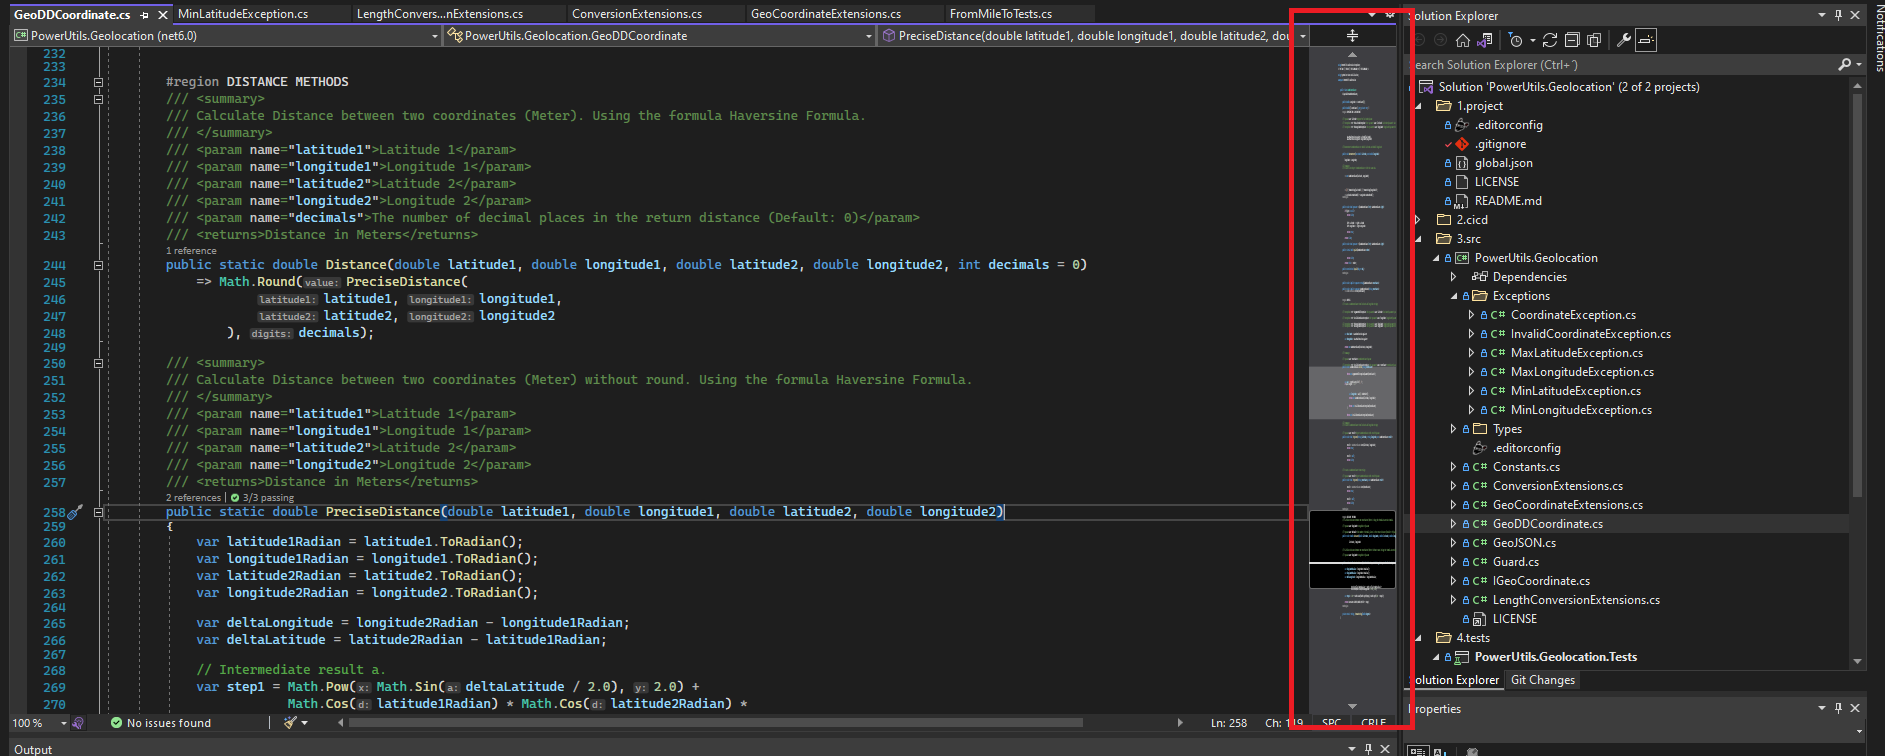 GeoDDCoordinate.cs
MinLatitudeException.cs
LengthConvers...nExtensions.cs
ConversionExtensions.cs
GeoCoordinateExtensions.cs
FromMileToTests.cs
PowerUtils.Geolocation (net6.0)
PowerUtils.Geolocation.GeoDDCoordinate
PreciseDistance(double latitude1, double longitude1, double latitude2, dou
232
233
234 #region DISTANCE METHODS
235 /// <summary>
236 /// Calculate Distance between two coordinates (Meter). Using the formula Haversine Formula.
237 /// </summary>
238 /// <param name="latitude1">Latitude 1</param>
239 /// <param name="longitude1">Longitude 1</param>
240 /// <param name="latitude2">Latitude 2</param>
241 /// <param name="longitude2">Longitude 2</param>
242 /// <param name="decimals">The number of decimal places in the return distance (Default: 0)</param>
243 /// <returns>Distance in Meters</returns>
1 reference
244 public static double Distance(double latitude1, double longitude1, double latitude2, double longitude2, int decimals = 0)
245 => Math.Round(value: PreciseDistance(
246 latitude1: latitude1, longitude1: longitude1,
247 latitude2: latitude2, longitude2: longitude2
248 ), digits: decimals);
249
250 /// <summary>
251 /// Calculate Distance between two coordinates (Meter) without round. Using the formula Haversine Formula.
252 /// </summary>
253 /// <param name="latitude1">Latitude 1</param>
254 /// <param name="longitude1">Longitude 1</param>
255 /// <param name="latitude2">Latitude 2</param>
256 /// <param name="longitude2">Longitude 2</param>
257 /// <returns>Distance in Meters</returns>
2 references | 3/3 passing
258 public static double PreciseDistance(double latitude1, double longitude1, double latitude2, double longitude2)
259 {
260 var latitude1Radian = latitude1.ToRadian();
261 var longitude1Radian = longitude1.ToRadian();
262 var latitude2Radian = latitude2.ToRadian();
263 var longitude2Radian = longitude2.ToRadian();
264
265 var deltaLongitude = longitude2Radian - longitude1Radian;
266 var deltaLatitude = latitude2Radian - latitude1Radian;
267
268 // Intermediate result a.
269 var step1 = Math.Pow(x: Math.Sin(a: deltaLatitude / 2.0), y: 2.0) +
270 Math.Cos(d: latitude1Radian) * Math.Cos(d: latitude2Radian) *
100 %
No issues found
Ln: 258 Ch: 119 SPC CRLF
Output
Solution Explorer
Search Solution Explorer (Ctrl+´)
Solution 'PowerUtils.Geolocation' (2 of 2 projects)
1.project
.editorconfig
.gitignore
global.json
LICENSE
README.md
2.cicd
3.src
C# PowerUtils.Geolocation
Dependencies
Exceptions
C# CoordinateException.cs
C# InvalidCoordinateException.cs
C# MaxLatitudeException.cs
C# MaxLongitudeException.cs
C# MinLatitudeException.cs
C# MinLongitudeException.cs
Types
.editorconfig
C# Constants.cs
C# ConversionExtensions.cs
C# GeoCoordinateExtensions.cs
C# GeoDDCoordinate.cs
C# GeoJSON.cs
C# Guard.cs
C# IGeoCoordinate.cs
C# LengthConversionExtensions.cs
LICENSE
4.tests
PowerUtils.Geolocation.Tests
Solution Explorer
Git Changes
Properties
Notifications